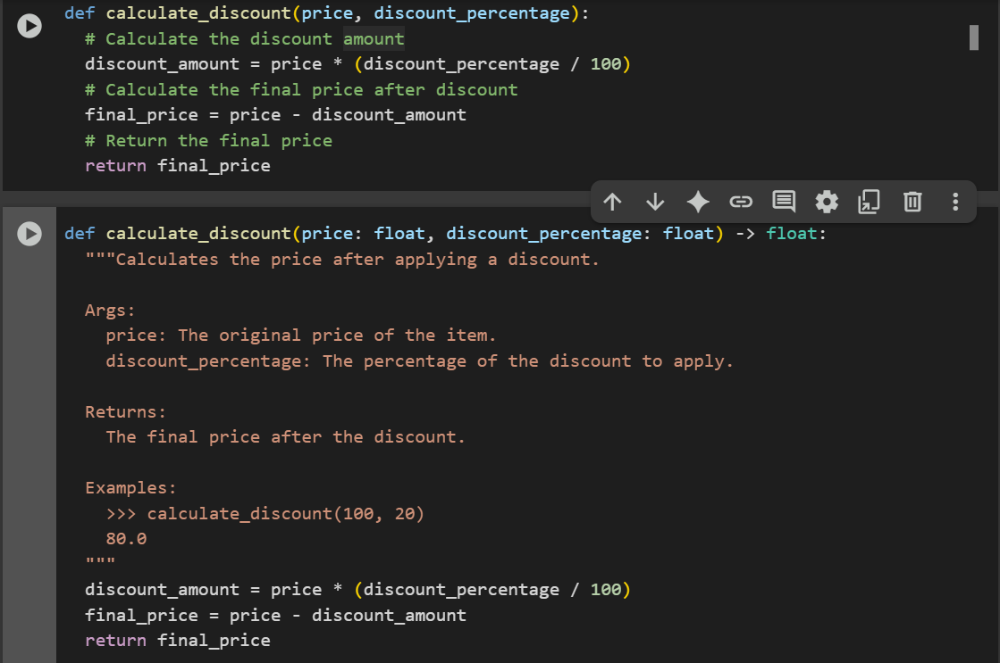 def calculate_discount(price, discount_percentage):
  # Calculate the discount amount
  discount_amount = price * (discount_percentage / 100)
  # Calculate the final price after discount
  final_price = price - discount_amount
  # Return the final price
  return final_price
def calculate_discount(price: float, discount_percentage: float) -> float:
  """Calculates the price after applying a discount.

  Args:
    price: The original price of the item.
    discount_percentage: The percentage of the discount to apply.

  Returns:
    The final price after the discount.

  Examples:
    >>> calculate_discount(100, 20)
    80.0
  """
  discount_amount = price * (discount_percentage / 100)
  final_price = price - discount_amount
  return final_price